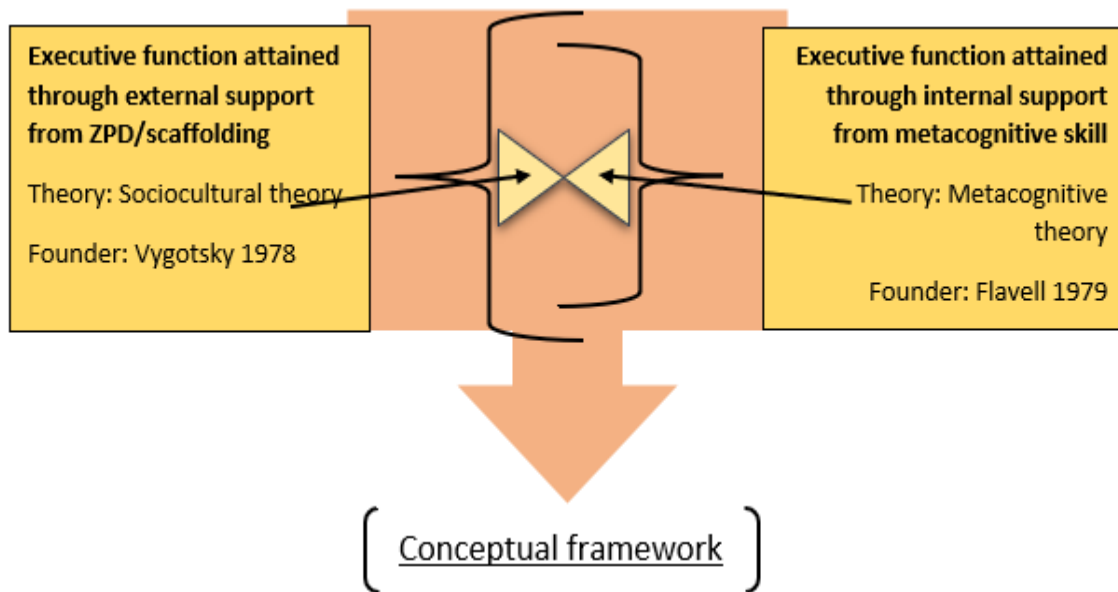 Executive function attained
through external support
from ZPD/scaffolding
Theory: Sociocultural theory
Founder: Vygotsky 1978
Executive function attained
through internal support
from metacognitive skill
Theory: Metacognitive
theory
Founder: Flavell 1979
Conceptual framework